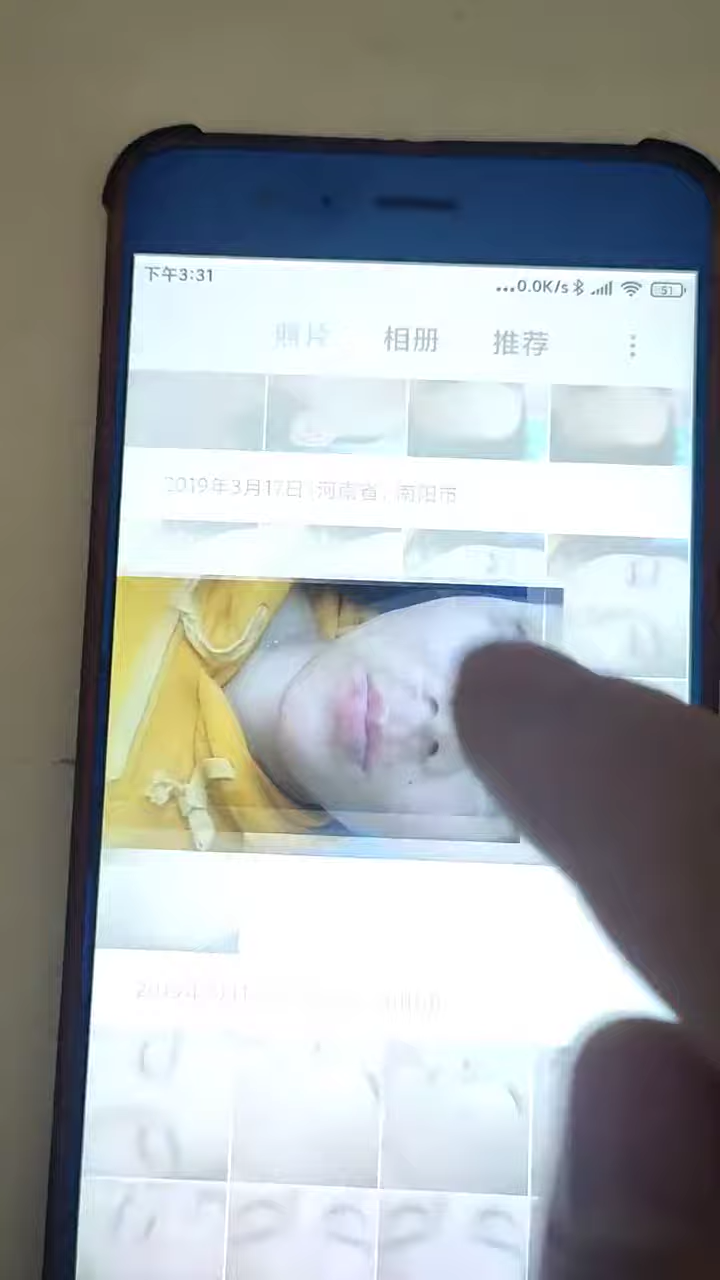 下午3:31
...0.0K/s
51
照片 相册 推荐
2019年3月17日 河南省, 南阳市